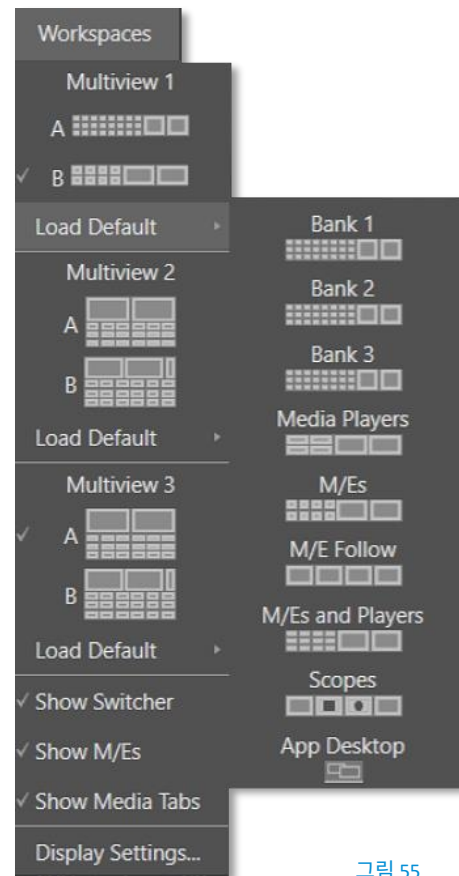 Workspaces
Multiview 1
A
✓ B
Load Default
Multiview 2
A
B
Load Default
Multiview 3
✓ A
B
Load Default
✓ Show Switcher
✓ Show M/Es
✓ Show Media Tabs
Display Settings...
Bank 1
Bank 2
Bank 3
Media Players
M/Es
M/E Follow
M/Es and Players
Scopes
App Desktop
그림 55